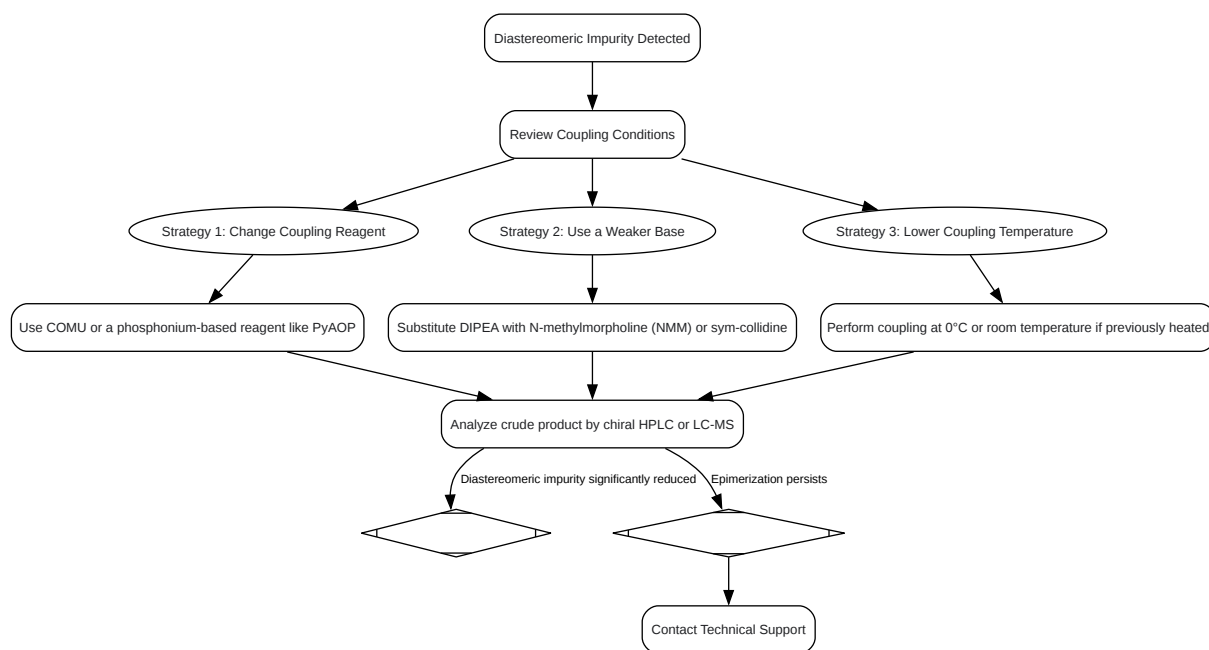 Diastereomeric Impurity Detected
Review Coupling Conditions
Strategy 1: Change Coupling Reagent
Strategy 2: Use a Weaker Base
Strategy 3: Lower Coupling Temperature
Use COMU or a phosphonium-based reagent like PyAOP
Substitute DIPEA with N-methylmorpholine (NMM) or sym-collidine
Perform coupling at 0°C or room temperature if previously heated
Analyze crude product by chiral HPLC or LC-MS
Diastereomeric impurity significantly reduced
Epimerization persists
Contact Technical Support